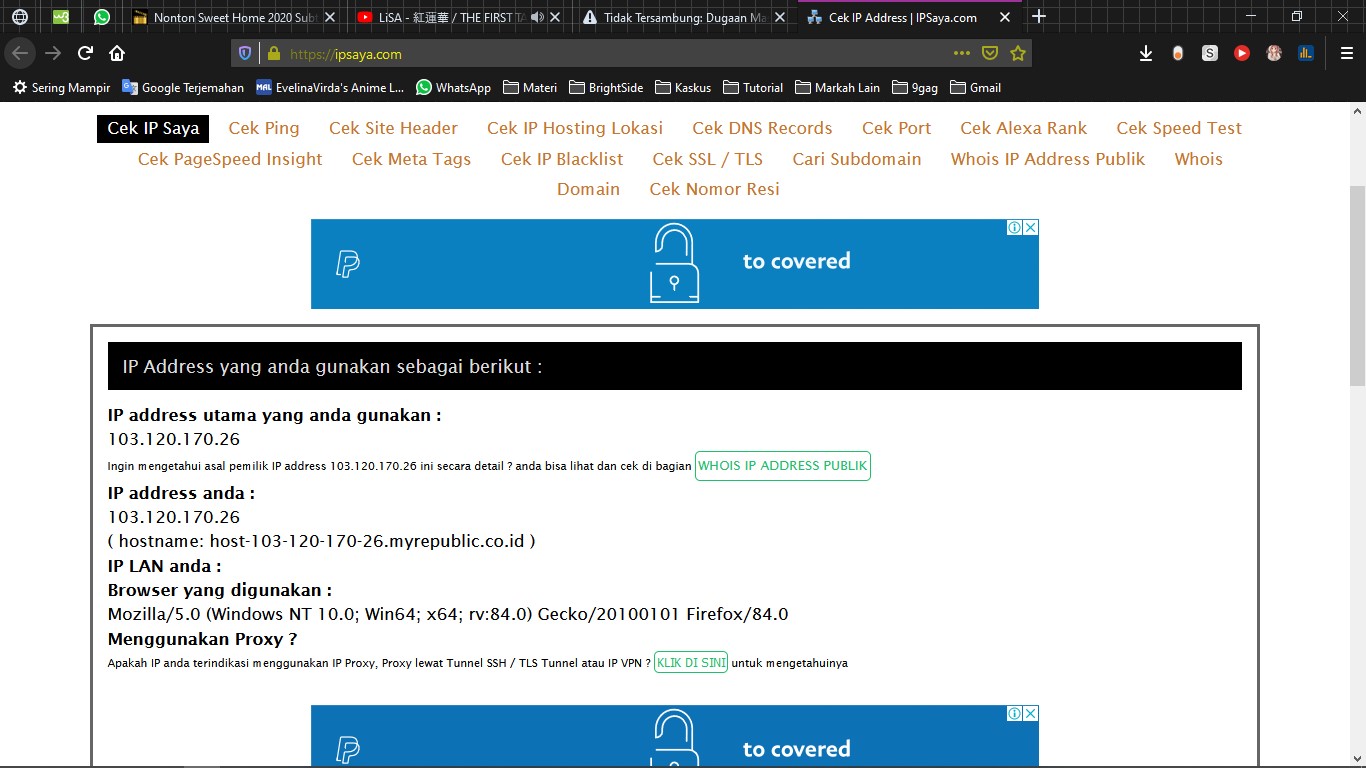 Nonton Sweet Home 2020 Subt
LiSA - 紅蓮華 / THE FIRST TA
Tidak Tersambung: Dugaan Ma
Cek IP Address | IPSaya.com
https://ipsaya.com
Sering Mampir
Google Terjemahan
MAL EvelinaVirda's Anime L...
WhatsApp
Materi
BrightSide
Kaskus
Tutorial
Markah Lain
9gag
Gmail
Cek IP Saya Cek Ping Cek Site Header Cek IP Hosting Lokasi Cek DNS Records Cek Port Cek Alexa Rank Cek Speed Test
Cek PageSpeed Insight Cek Meta Tags Cek IP Blacklist Cek SSL / TLS Cari Subdomain Whois IP Address Publik Whois
Domain Cek Nomor Resi
to covered
IP Address yang anda gunakan sebagai berikut :
IP address utama yang anda gunakan :
103.120.170.26
Ingin mengetahui asal pemilik IP address 103.120.170.26 ini secara detail ? anda bisa lihat dan cek di bagian WHOIS IP ADDRESS PUBLIK
IP address anda :
103.120.170.26
( hostname: host-103-120-170-26.myrepublic.co.id )
IP LAN anda :
Browser yang digunakan :
Mozilla/5.0 (Windows NT 10.0; Win64; x64; rv:84.0) Gecko/20100101 Firefox/84.0
Menggunakan Proxy ?
Apakah IP anda terindikasi menggunakan IP Proxy, Proxy lewat Tunnel SSH / TLS Tunnel atau IP VPN ? KLIK DI SINI untuk mengetahuinya
to covered